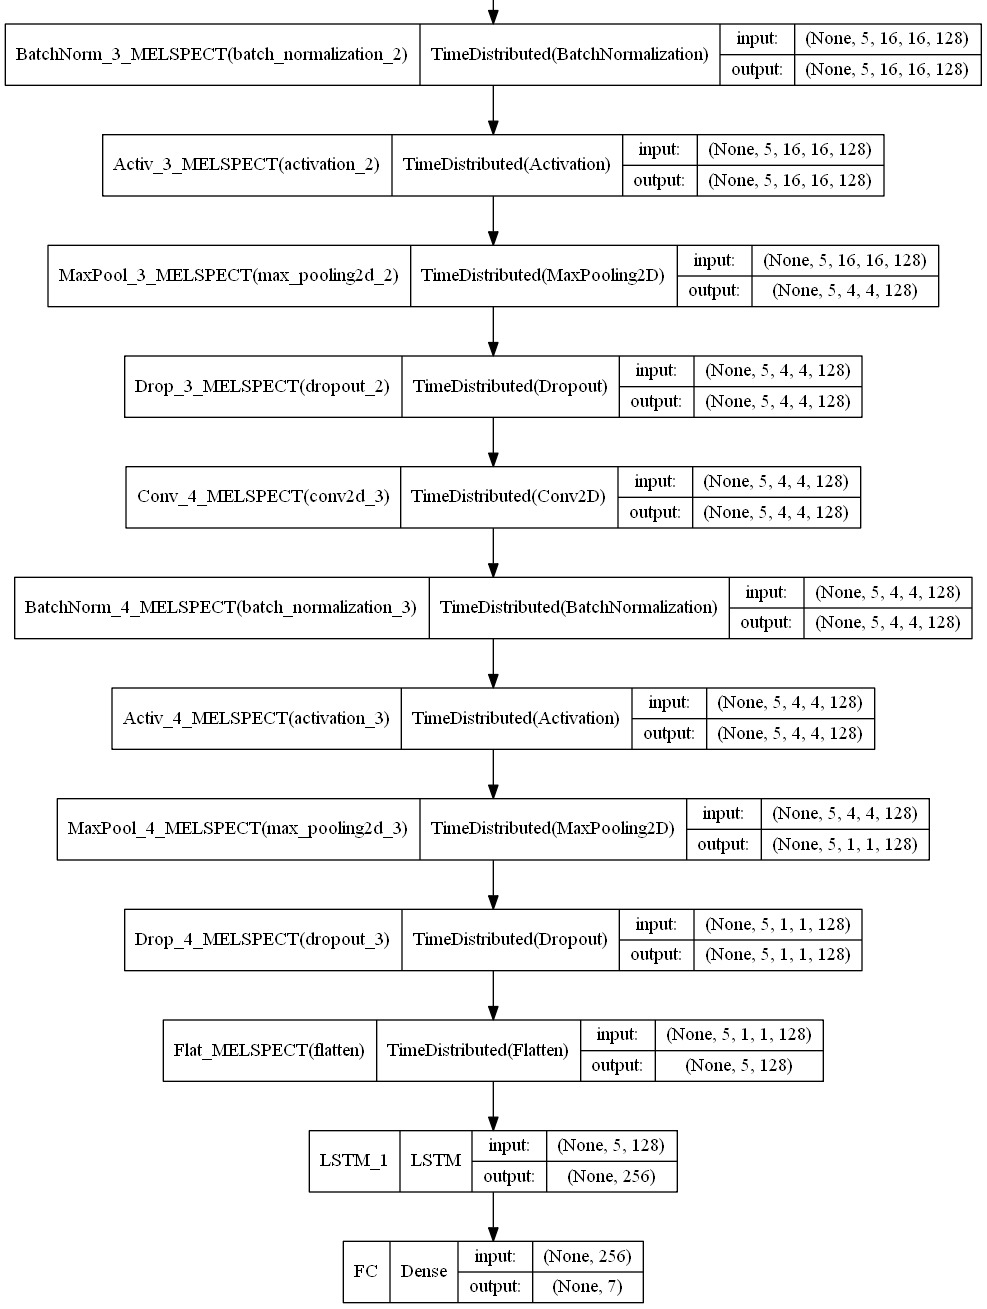 BatchNorm_3_MELSPECT(batch_normalization_2) TimeDistributed(BatchNormalization) input: (None, 5, 16, 16, 128)
output: (None, 5, 16, 16, 128)
Activ_3_MELSPECT(activation_2) TimeDistributed(Activation) input: (None, 5, 16, 16, 128)
output: (None, 5, 16, 16, 128)
MaxPool_3_MELSPECT(max_pooling2d_2) TimeDistributed(MaxPooling2D) input: (None, 5, 16, 16, 128)
output: (None, 5, 4, 4, 128)
Drop_3_MELSPECT(dropout_2) TimeDistributed(Dropout) input: (None, 5, 4, 4, 128)
output: (None, 5, 4, 4, 128)
Conv_4_MELSPECT(conv2d_3) TimeDistributed(Conv2D) input: (None, 5, 4, 4, 128)
output: (None, 5, 4, 4, 128)
BatchNorm_4_MELSPECT(batch_normalization_3) TimeDistributed(BatchNormalization) input: (None, 5, 4, 4, 128)
output: (None, 5, 4, 4, 128)
Activ_4_MELSPECT(activation_3) TimeDistributed(Activation) input: (None, 5, 4, 4, 128)
output: (None, 5, 4, 4, 128)
MaxPool_4_MELSPECT(max_pooling2d_3) TimeDistributed(MaxPooling2D) input: (None, 5, 4, 4, 128)
output: (None, 5, 1, 1, 128)
Drop_4_MELSPECT(dropout_3) TimeDistributed(Dropout) input: (None, 5, 1, 1, 128)
output: (None, 5, 1, 1, 128)
Flat_MELSPECT(flatten) TimeDistributed(Flatten) input: (None, 5, 1, 1, 128)
output: (None, 5, 128)
LSTM_1 LSTM input: (None, 5, 128)
output: (None, 256)
FC Dense input: (None, 256)
output: (None, 7)